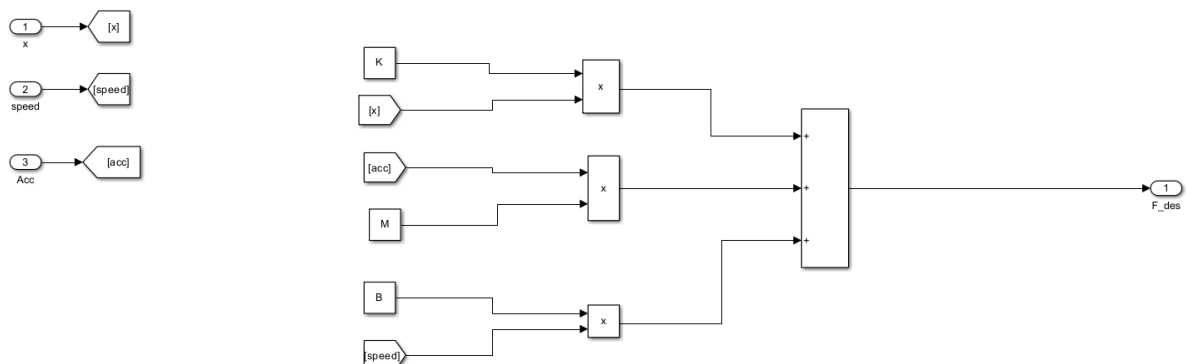 1
[x]
x
2
[speed]
speed
3
[acc]
Acc
K
[x]
x
[acc]
M
x
B
[speed]
x
+
+
+
1
F_des